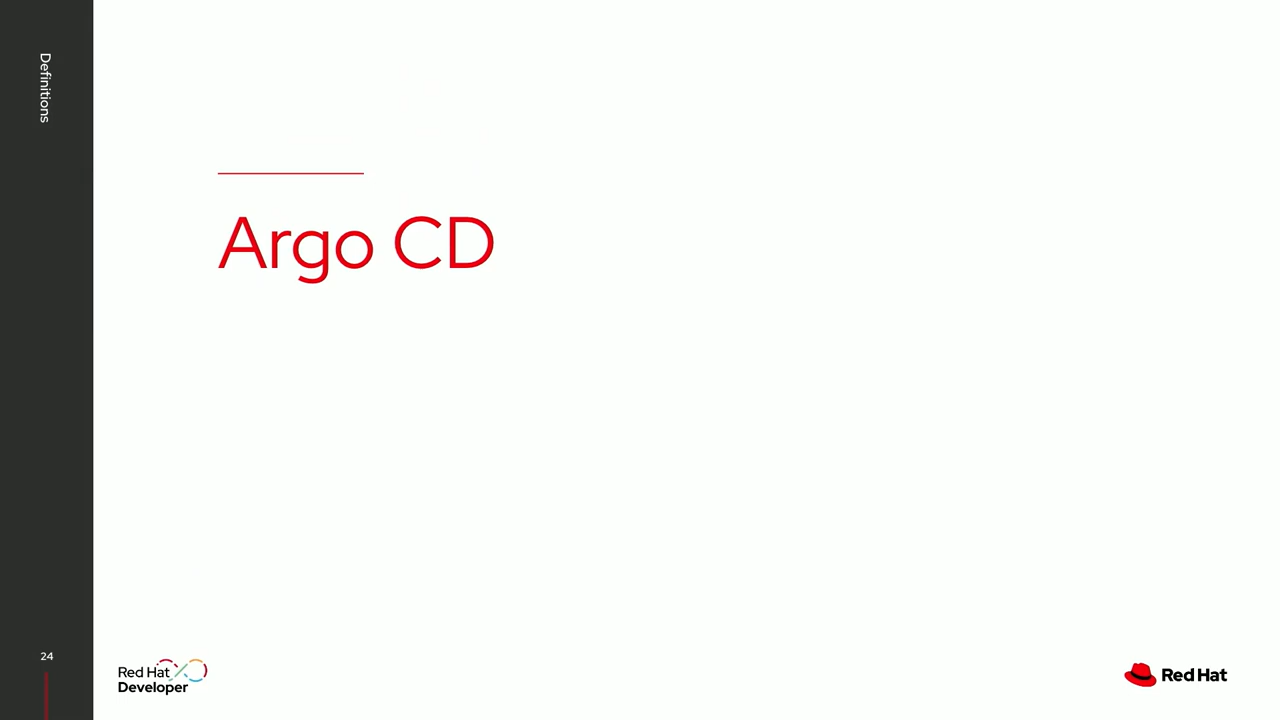 Definitions
Argo CD
24
Red Hat
Developer
Red Hat